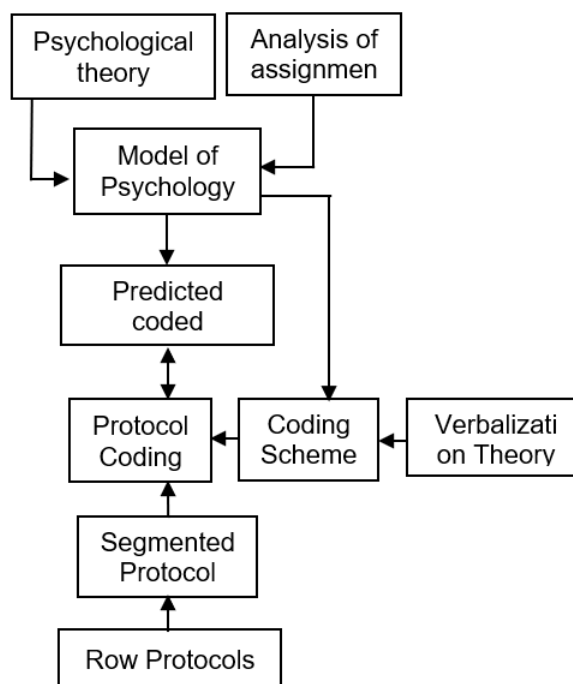 Psychological
theory
Analysis of
assignmen
Model of
Psychology
Predicted
coded
Protocol
Coding
Coding
Scheme
Verbalizati
on Theory
Segmented
Protocol
Row Protocols